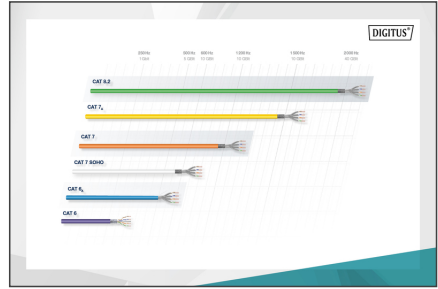 DIGITUS®
250 Hz 500 Hz 600 Hz 1.000 Hz 1.500 Hz 2.000 Hz
CAT 8.2
CAT 7A
CAT 7
CAT 7 SOHO
CAT 6A
CAT 6